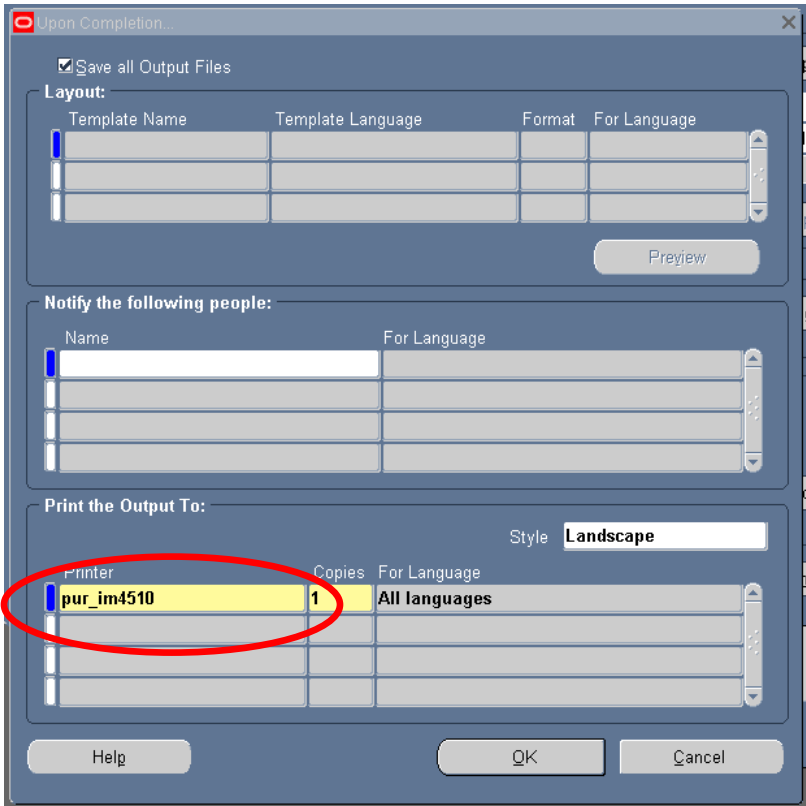 Upon Completion...
Save all Output Files
Layout:
Template Name Template Language Format For Language
Preview
Notify the following people:
Name For Language
Print the Output To:
Style Landscape
Printer Copies For Language
pur_im4510 1 All languages
Help OK Cancel